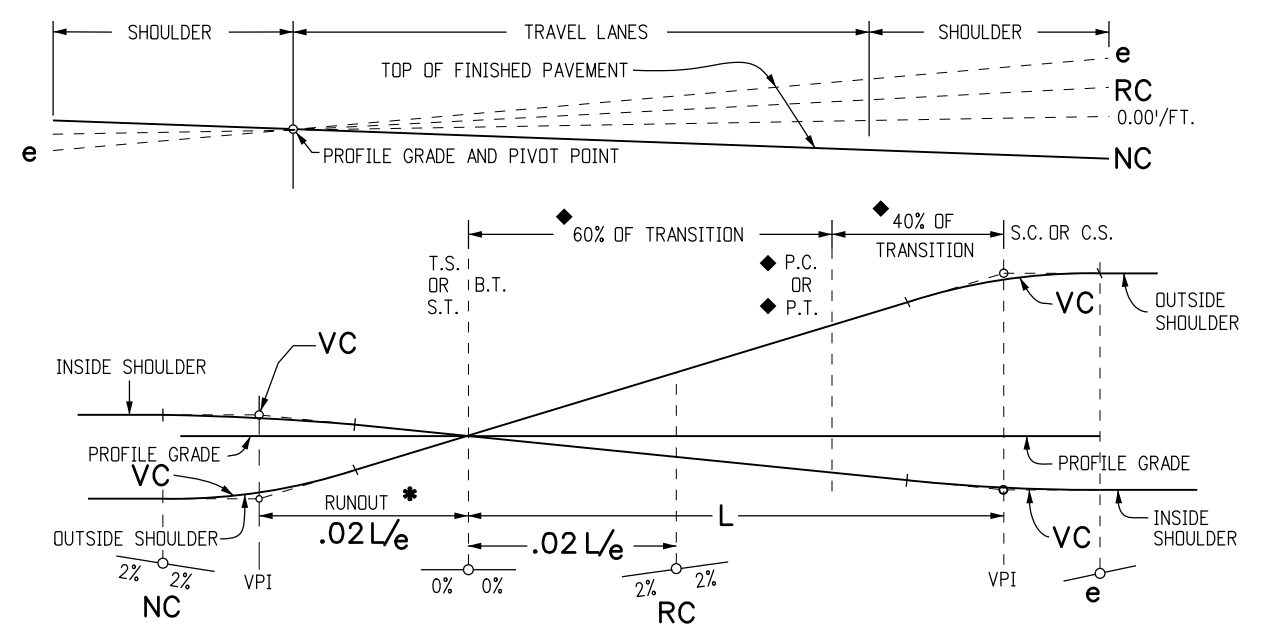 SHOULDER
TRAVEL LANES
SHOULDER
e
TOP OF FINISHED PAVEMENT
RC
0.00'/FT.
e
PROFILE GRADE AND PIVOT POINT
NC
◆ 60% OF TRANSITION
◆ 40% OF
TRANSITION
S.C. OR C.S.
T.S.
OR
S.T.
B.T.
◆ P.C.
OR
◆ P.T.
VC
OUTSIDE
SHOULDER
VC
INSIDE SHOULDER
PROFILE GRADE
VC
PROFILE GRADE
RUNOUT *
.02 L/e
L
OUTSIDE SHOULDER
.02 L/e
VC
INSIDE
SHOULDER
2% 2%
NC
VPI
0% 0%
2% 2%
RC
VPI
e